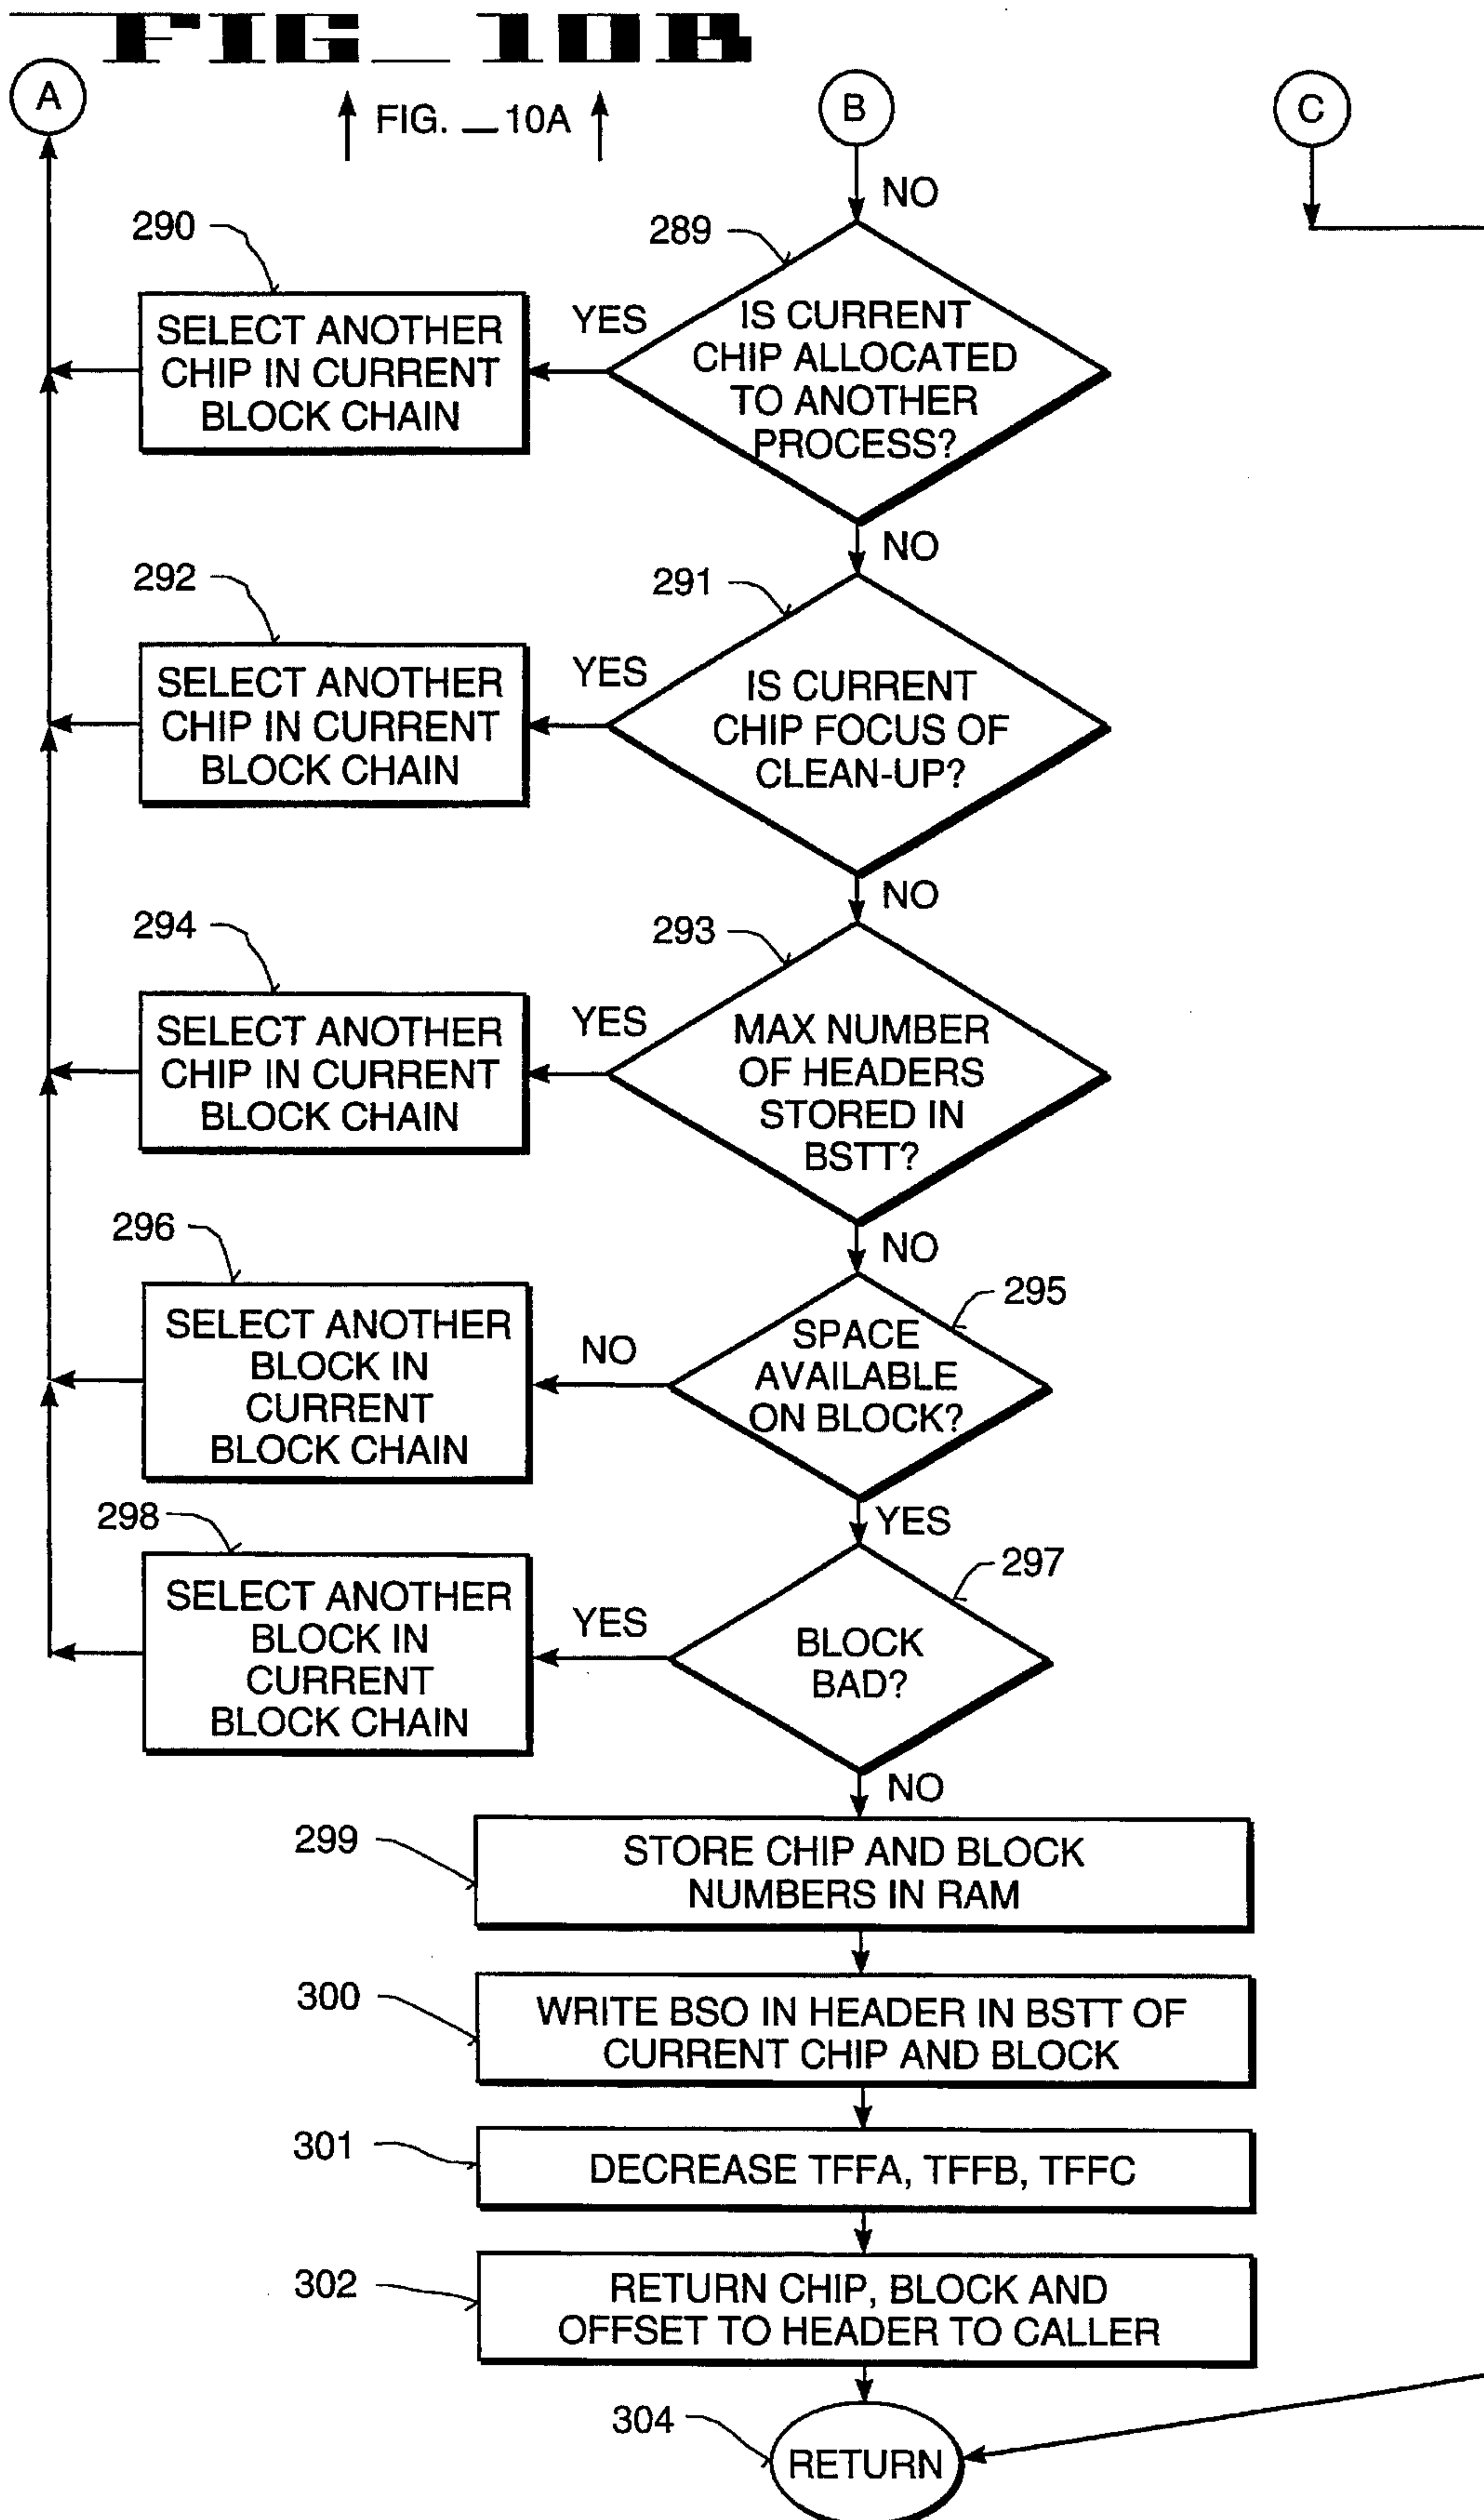 FIG_ 10B
A
FIG. _10A
B
C
NO
290
289
SELECT ANOTHER
CHIP IN CURRENT
BLOCK CHAIN
YES
IS CURRENT
CHIP ALLOCATED
TO ANOTHER
PROCESS?
NO
292
291
SELECT ANOTHER
CHIP IN CURRENT
BLOCK CHAIN
YES
IS CURRENT
CHIP FOCUS OF
CLEAN-UP?
NO
294
293
SELECT ANOTHER
CHIP IN CURRENT
BLOCK CHAIN
YES
MAX NUMBER
OF HEADERS
STORED IN
BSTT?
NO
296
295
SELECT ANOTHER
BLOCK IN
CURRENT
BLOCK CHAIN
NO
SPACE
AVAILABLE
ON BLOCK?
YES
298
297
SELECT ANOTHER
BLOCK IN
CURRENT
BLOCK CHAIN
YES
BLOCK
BAD?
NO
299
STORE CHIP AND BLOCK
NUMBERS IN RAM
300
WRITE BSO IN HEADER IN BSTT OF
CURRENT CHIP AND BLOCK
301
DECREASE TFFA, TFFB, TFFC
302
RETURN CHIP, BLOCK AND
OFFSET TO HEADER TO CALLER
304
RETURN